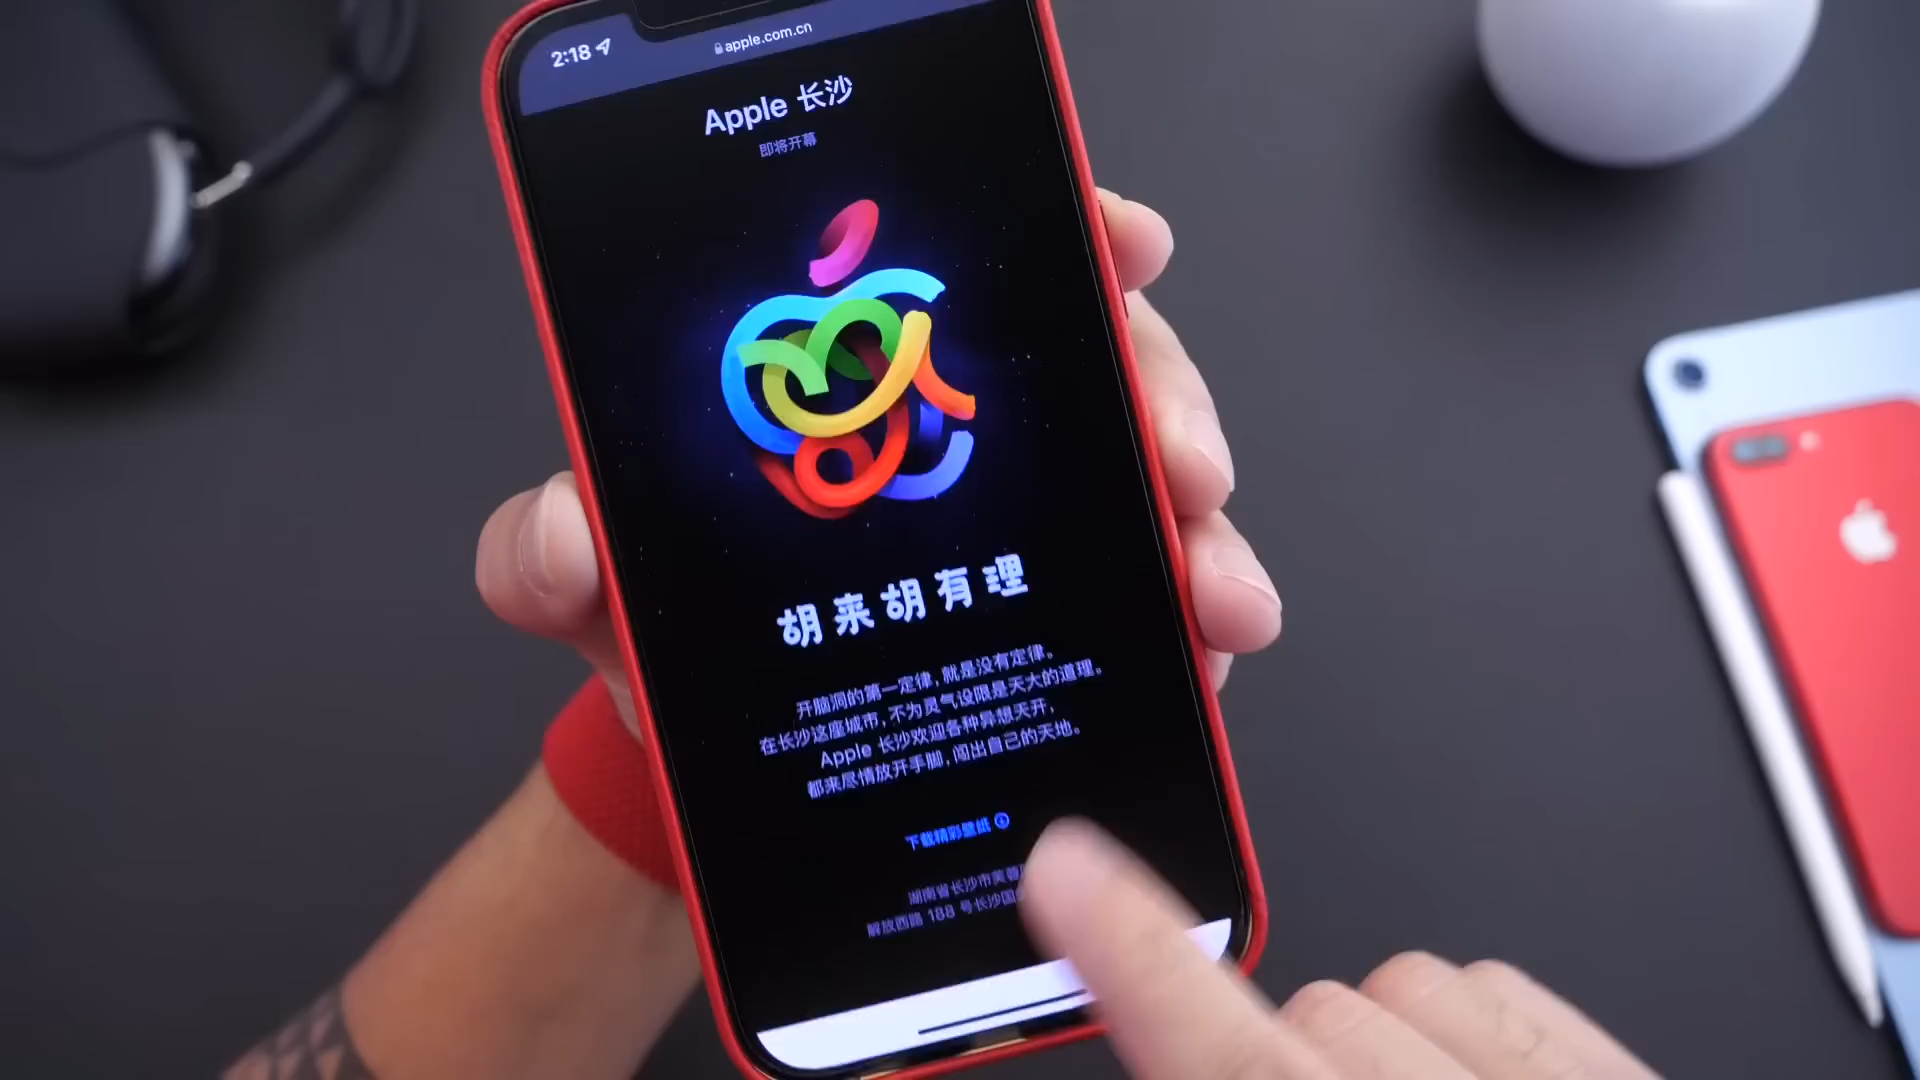 2:18
apple.com.cn
Apple 长沙
即将开幕
胡来胡有理
开脑洞的第一定律，就是没有定律。
在长沙这座城市，不为灵气设限是天大的道理。
Apple 长沙欢迎各种异想天开，
都来尽情放开手脚，闯出自己的天地。
下载精彩壁纸
湖南省长沙市芙蓉
解放西路 188 号长沙国